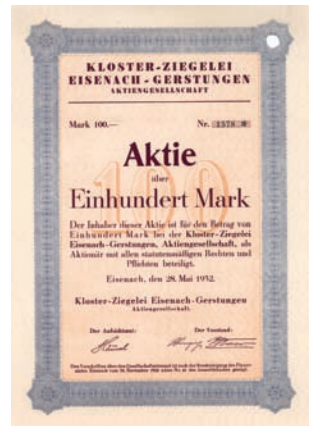 KLOSTER-ZIEGELEI
EISENACH-GERSTUNGEN
AKTIENGESELLSCHAFT
Mark 100.— Nr. 1578 *
100
Aktie
über
Einhundert Mark
Der Inhaber dieser Aktie ist für den Betrag von
Einhundert Mark bei der Kloster-Ziegelei
Eisenach-Gerstungen, Aktiengesellschaft, als
Aktionär mit allen statutenmäßigen Rechten und
Pflichten beteiligt.
Eisenach, den 28. Mai 1932.
Kloster-Ziegelei Eisenach-Gerstungen
Aktiengesellschaft.
Der Aufsichtsrat: Der Vorstand: